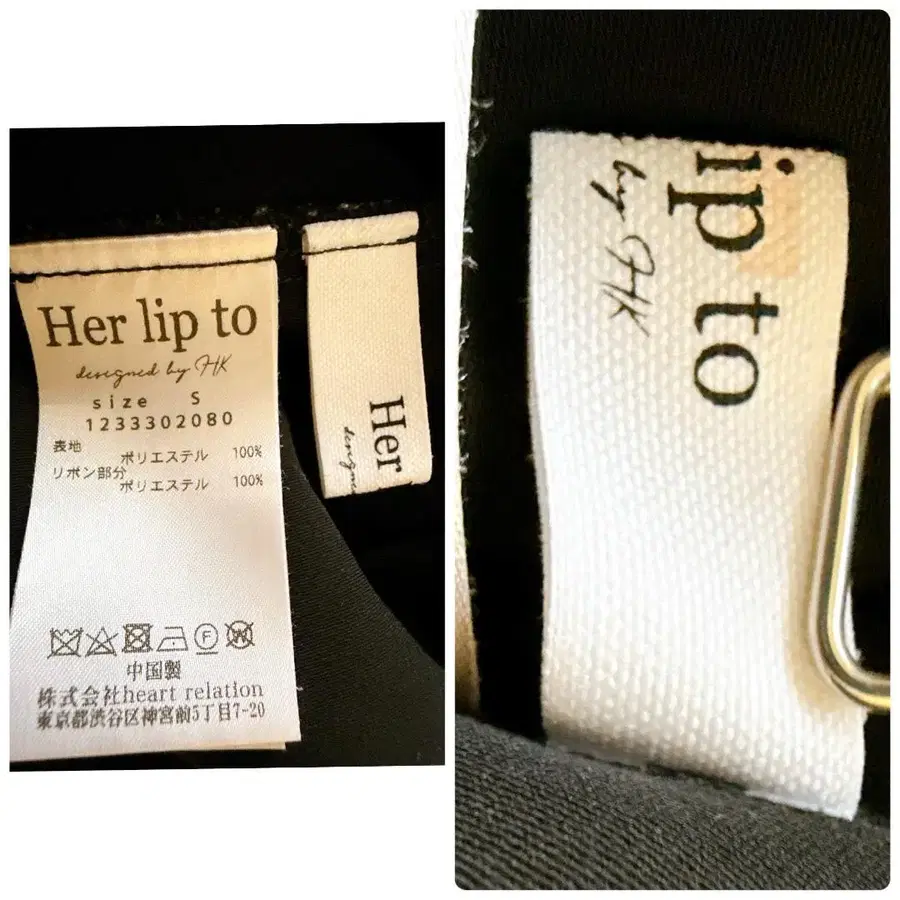 Her lip to
designed by HK
size S
1233302080
表地
ポリエステル 100%
リボン部分
ポリエステル 100%
中国製
株式会社heart relation
東京都渋谷区神宮前5丁目7-20
Her
ip to
by HK